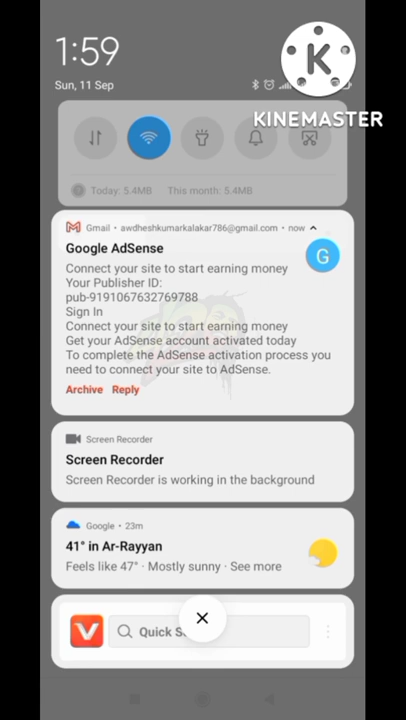 1:59
Sun, 11 Sep
KINEMASTER
Today: 5.4MB This month: 5.4MB
Gmail • awdheshkumarkalakar786@gmail.com • now
Google AdSense
Connect your site to start earning money
Your Publisher ID:
pub-9191067632769788
Sign In
Connect your site to start earning money
Get your AdSense account activated today
To complete the AdSense activation process you
need to connect your site to AdSense.
Archive Reply
Screen Recorder
Screen Recorder
Screen Recorder is working in the background
Google • 23m
41° in Ar-Rayyan
Feels like 47° · Mostly sunny · See more
Quick